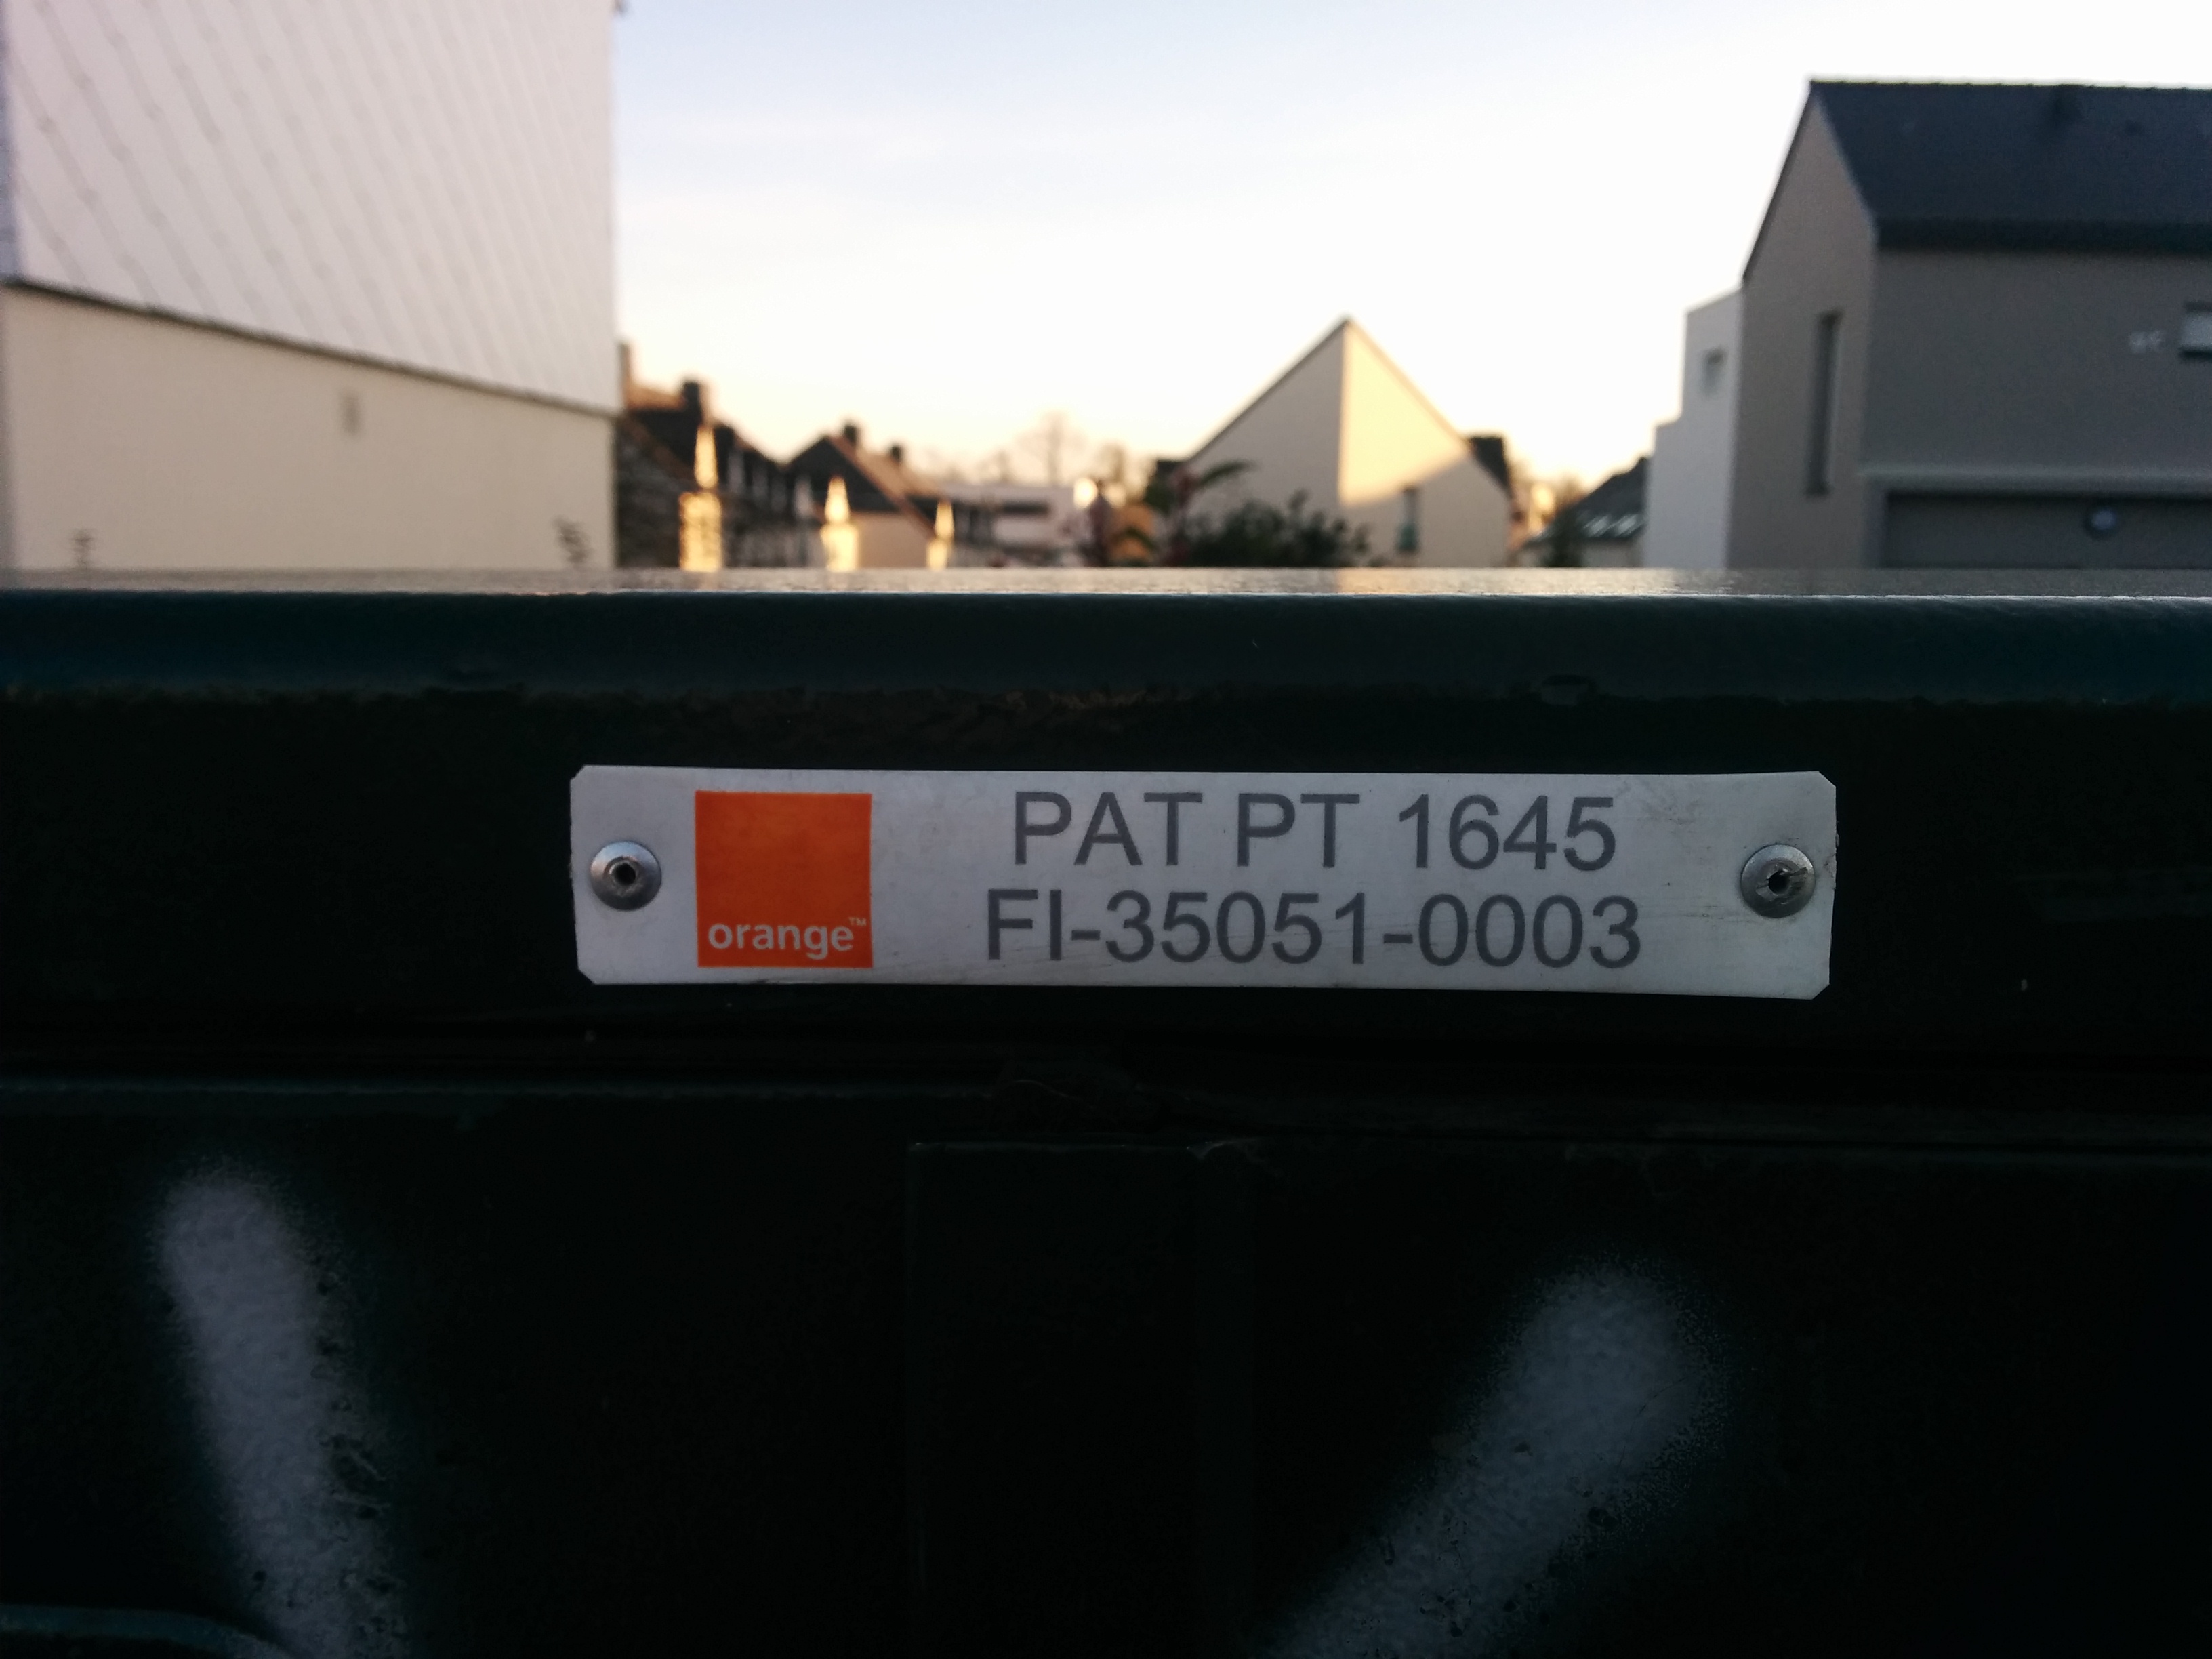 PAT PT 1645
FI-35051-0003
orange™